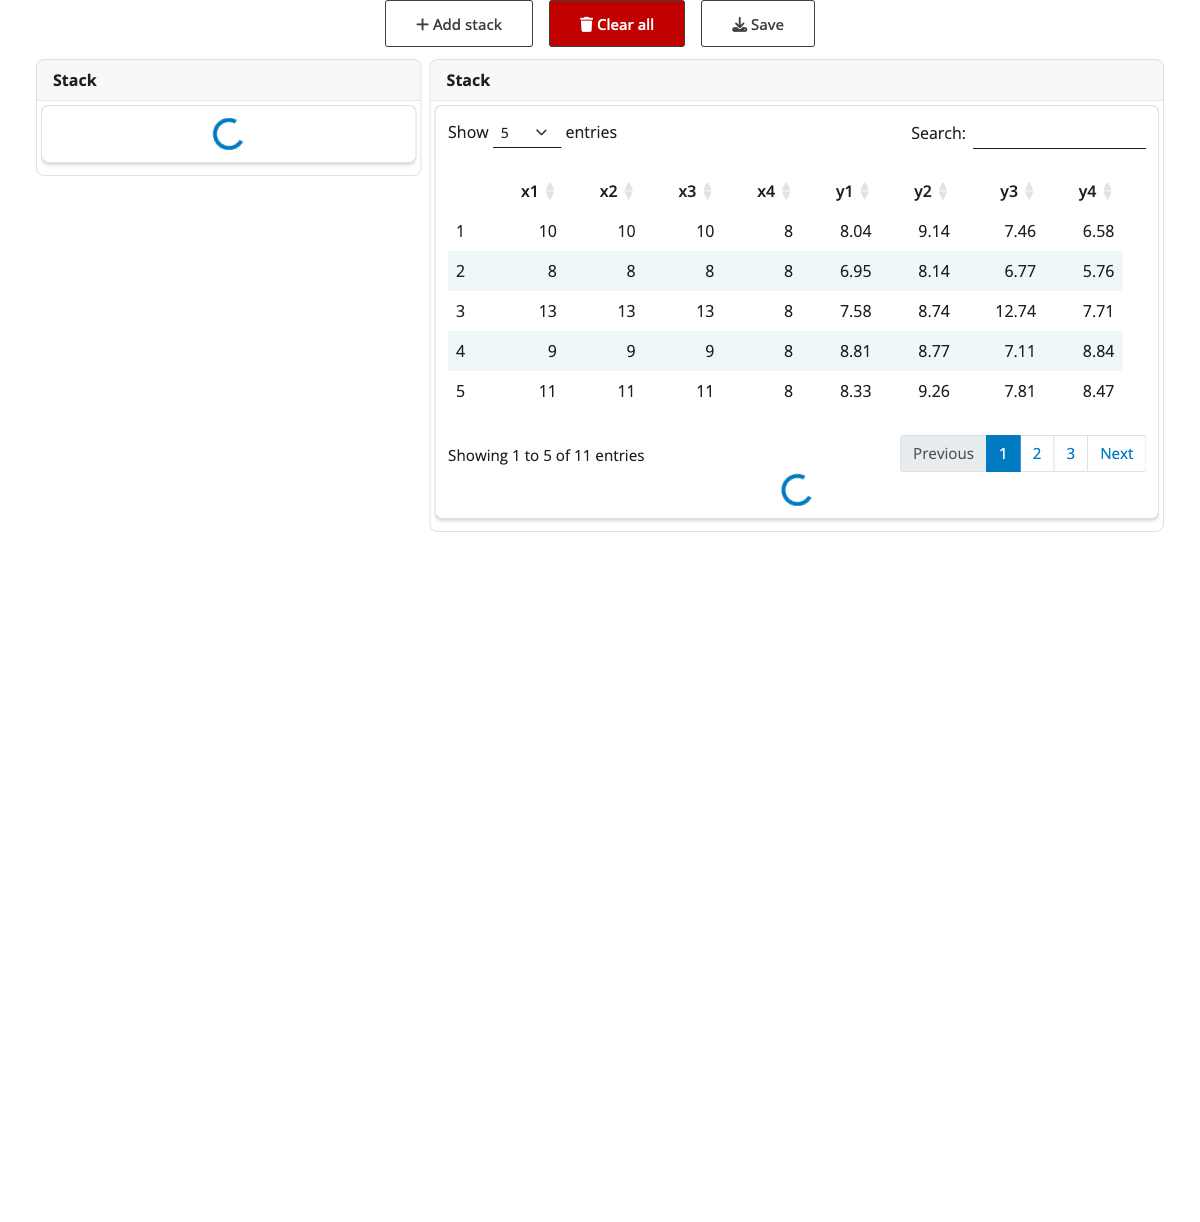 Add stack Clear all Save
Stack
Stack
Show 5 entries Search:
x1 x2 x3 x4 y1 y2 y3 y4
1 10 10 10 8 8.04 9.14 7.46 6.58
2 8 8 8 8 6.95 8.14 6.77 5.76
3 13 13 13 8 7.58 8.74 12.74 7.71
4 9 9 9 8 8.81 8.77 7.11 8.84
5 11 11 11 8 8.33 9.26 7.81 8.47
Showing 1 to 5 of 11 entries Previous 1 2 3 Next